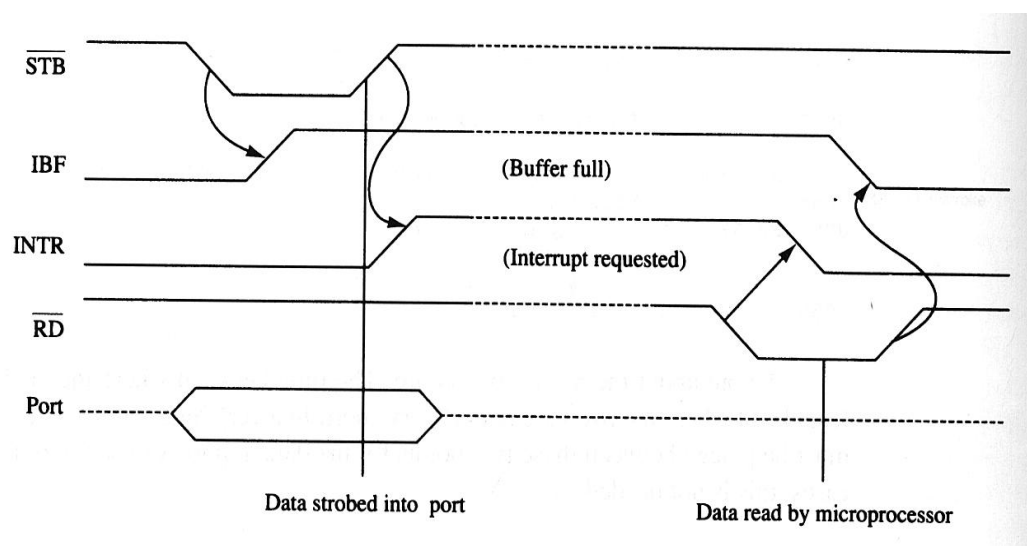 STB
IBF
(Buffer full)
INTR
(Interrupt requested)
RD
Port
Data strobed into port
Data read by microprocessor